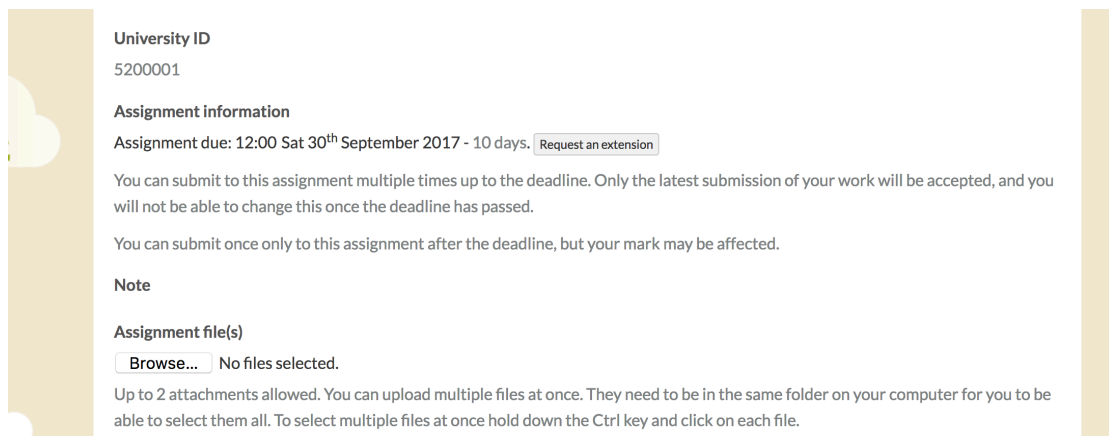 University ID
5200001
Assignment information
Assignment due: 12:00 Sat 30th September 2017 - 10 days. Request an extension
You can submit to this assignment multiple times up to the deadline. Only the latest submission of your work will be accepted, and you
will not be able to change this once the deadline has passed.
You can submit once only to this assignment after the deadline, but your mark may be affected.
Note
Assignment file(s)
Browse... No files selected.
Up to 2 attachments allowed. You can upload multiple files at once. They need to be in the same folder on your computer for you to be
able to select them all. To select multiple files at once hold down the Ctrl key and click on each file.